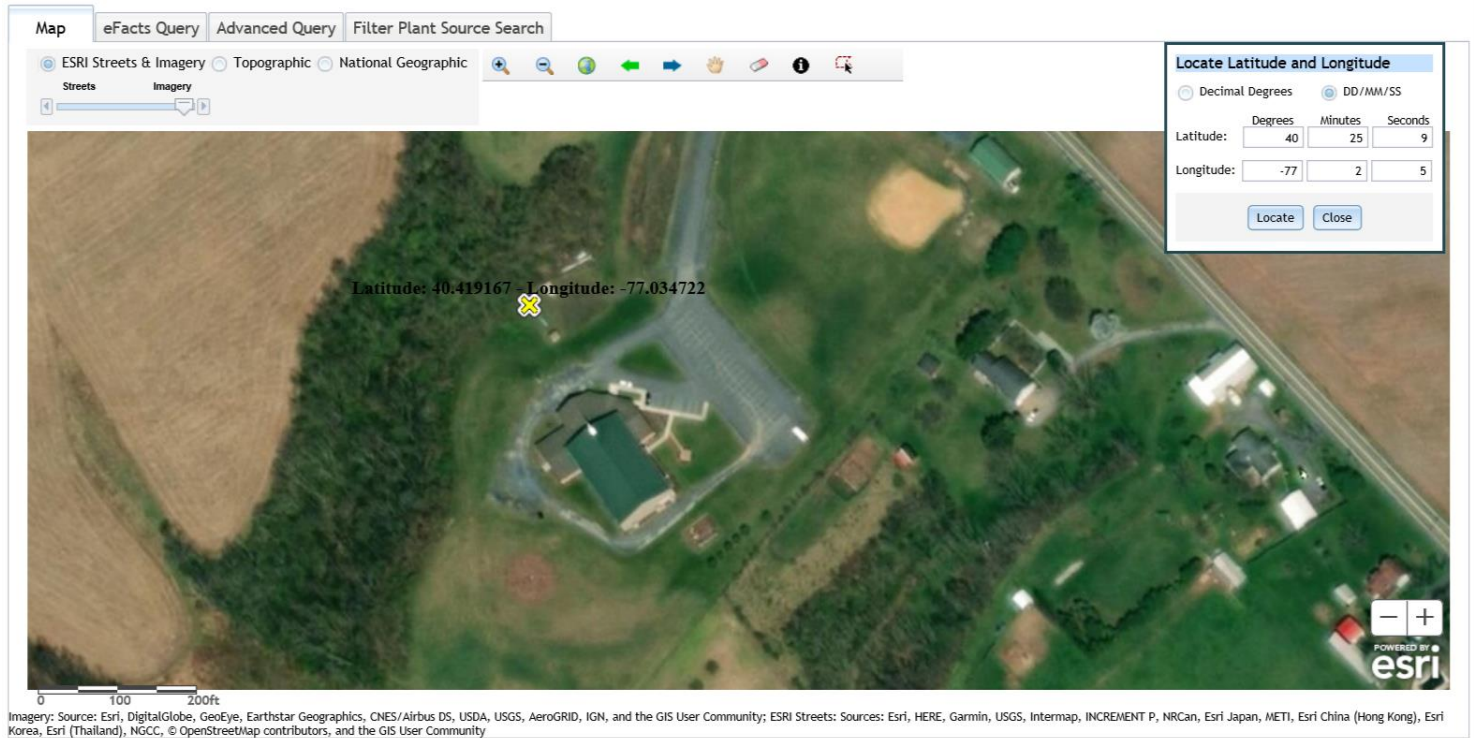 Map eFacts Query Advanced Query Filter Plant Source Search
ESRI Streets & Imagery Topographic National Geographic
Streets Imagery
Locate Latitude and Longitude
Decimal Degrees DD/MM/SS
Degrees Minutes Seconds
Latitude: 40 25 9
Longitude: -77 2 5
Locate Close
Latitude: 40.419167 - Longitude: -77.034722
POWERED BY
esri
0 100 200ft
Imagery: Source: Esri, DigitalGlobe, GeoEye, Earthstar Geographics, CNES/Airbus DS, USDA, USGS, AeroGRID, IGN, and the GIS User Community; ESRI Streets: Sources: Esri, HERE, Garmin, USGS, Intermap, INCREMENT P, NRCan, Esri Japan, METI, Esri China (Hong Kong), Esri
Korea, Esri (Thailand), NGCC, © OpenStreetMap contributors, and the GIS User Community